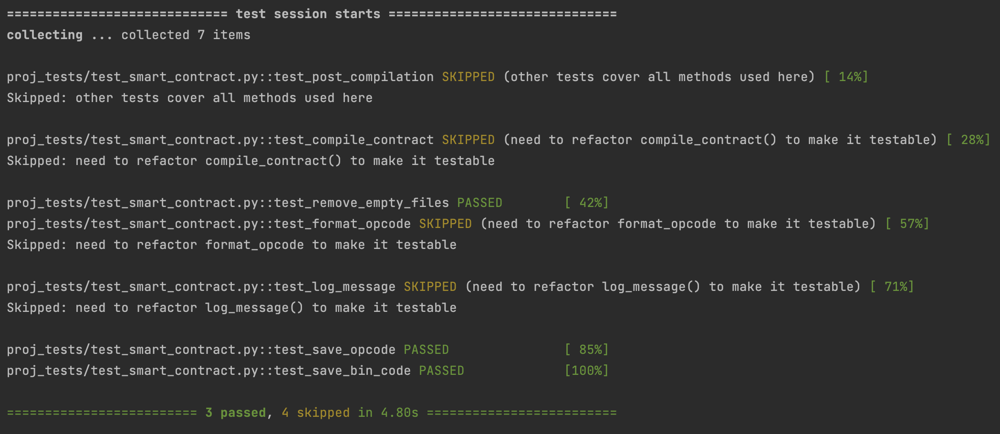 ============================= test session starts ==============================
collecting ... collected 7 items
proj_tests/test_smart_contract.py::test_post_compilation SKIPPED (other tests cover all methods used here) [ 14%]
Skipped: other tests cover all methods used here
proj_tests/test_smart_contract.py::test_compile_contract SKIPPED (need to refactor compile_contract() to make it testable) [ 28%]
Skipped: need to refactor compile_contract() to make it testable
proj_tests/test_smart_contract.py::test_remove_empty_files PASSED        [ 42%]
proj_tests/test_smart_contract.py::test_format_opcode SKIPPED (need to refactor format_opcode to make it testable) [ 57%]
Skipped: need to refactor format_opcode to make it testable
proj_tests/test_smart_contract.py::test_log_message SKIPPED (need to refactor log_message() to make it testable) [ 71%]
Skipped: need to refactor log_message() to make it testable
proj_tests/test_smart_contract.py::test_save_opcode PASSED               [ 85%]
proj_tests/test_smart_contract.py::test_save_bin_code PASSED             [100%]
========================= 3 passed, 4 skipped in 4.80s =========================